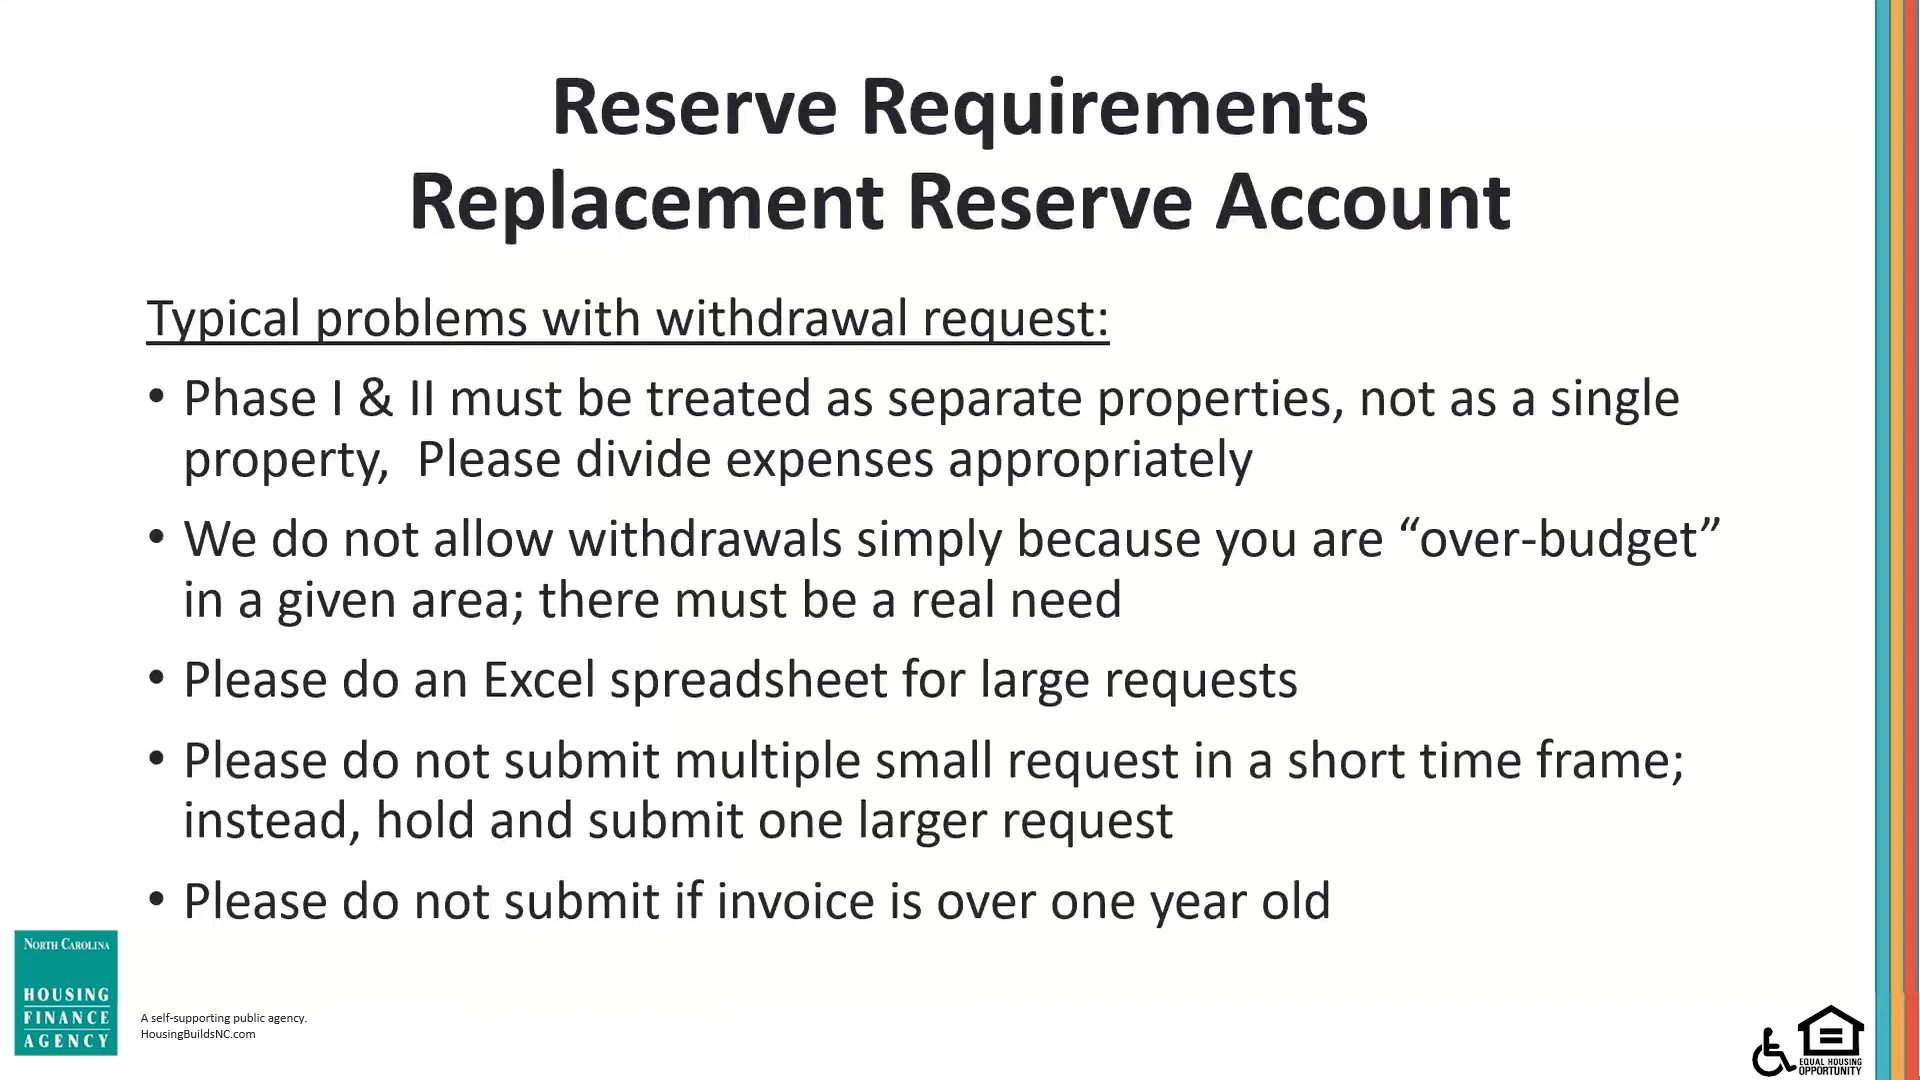 Reserve Requirements
Replacement Reserve Account
Typical problems with withdrawal request:
• Phase I & II must be treated as separate properties, not as a single
property,  Please divide expenses appropriately
• We do not allow withdrawals simply because you are “over-budget”
in a given area; there must be a real need
• Please do an Excel spreadsheet for large requests
• Please do not submit multiple small request in a short time frame;
instead, hold and submit one larger request
• Please do not submit if invoice is over one year old
NORTH CAROLINA
HOUSING
FINANCE
AGENCY
A self-supporting public agency.
HousingBuildsNC.com
EQUAL HOUSING
OPPORTUNITY